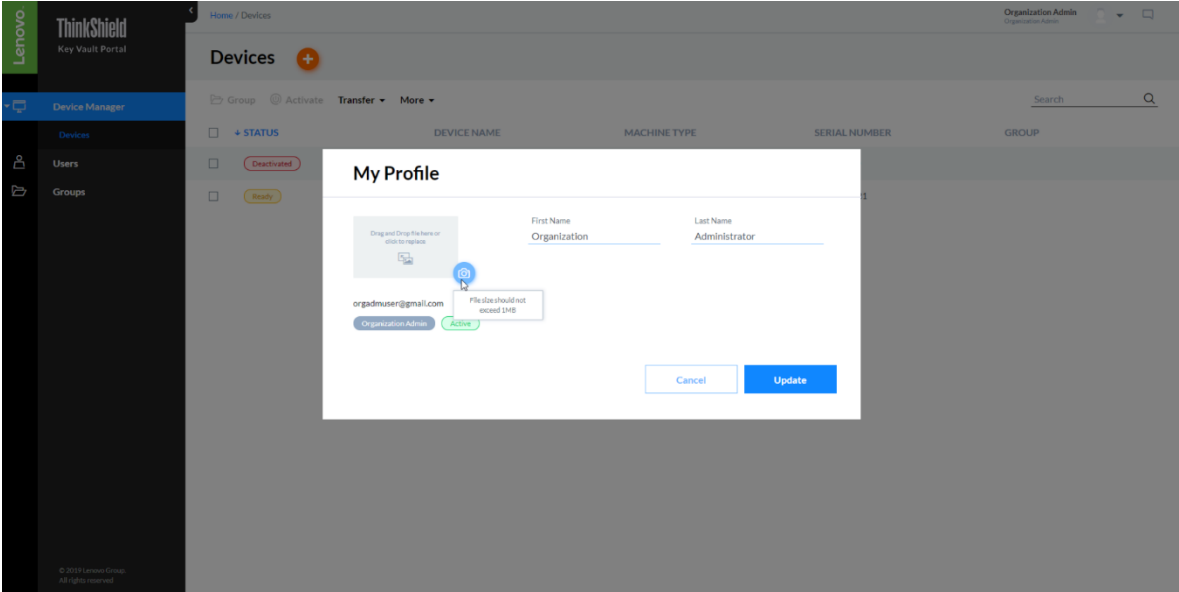 Lenovo.
ThinkShield
Key Vault Portal
Home / Devices
Organization Admin
Organization Admin
Devices
Device Manager
Devices
Users
Groups
Group Activate Transfer More
Search
STATUS DEVICE NAME MACHINE TYPE SERIAL NUMBER GROUP
Deactivated
Ready
My Profile
Drag and Drop file here or
click to replace
First Name
Organization
Last Name
Administrator
orgadmuser@gmail.com
File size should not
exceed 1MB
Organization Admin Active
Cancel Update
© 2019 Lenovo Group.
All rights reserved